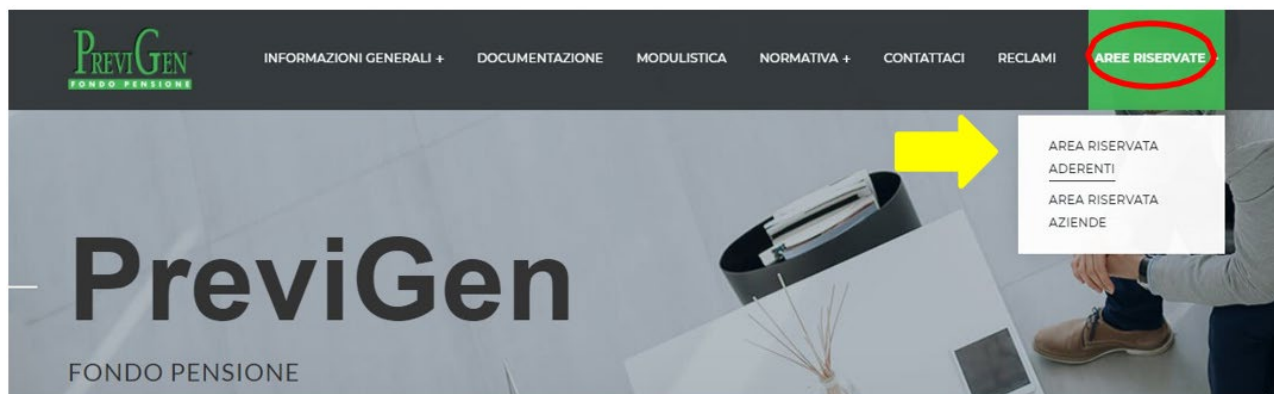 PREVIGEN
FONDO PENSIONE
INFORMAZIONI GENERALI + DOCUMENTAZIONE MODULISTICA NORMATIVA + CONTATTACI RECLAMI AREE RISERVATE +
AREA RISERVATA
ADERENTI
AREA RISERVATA
AZIENDE
PreviGen
FONDO PENSIONE